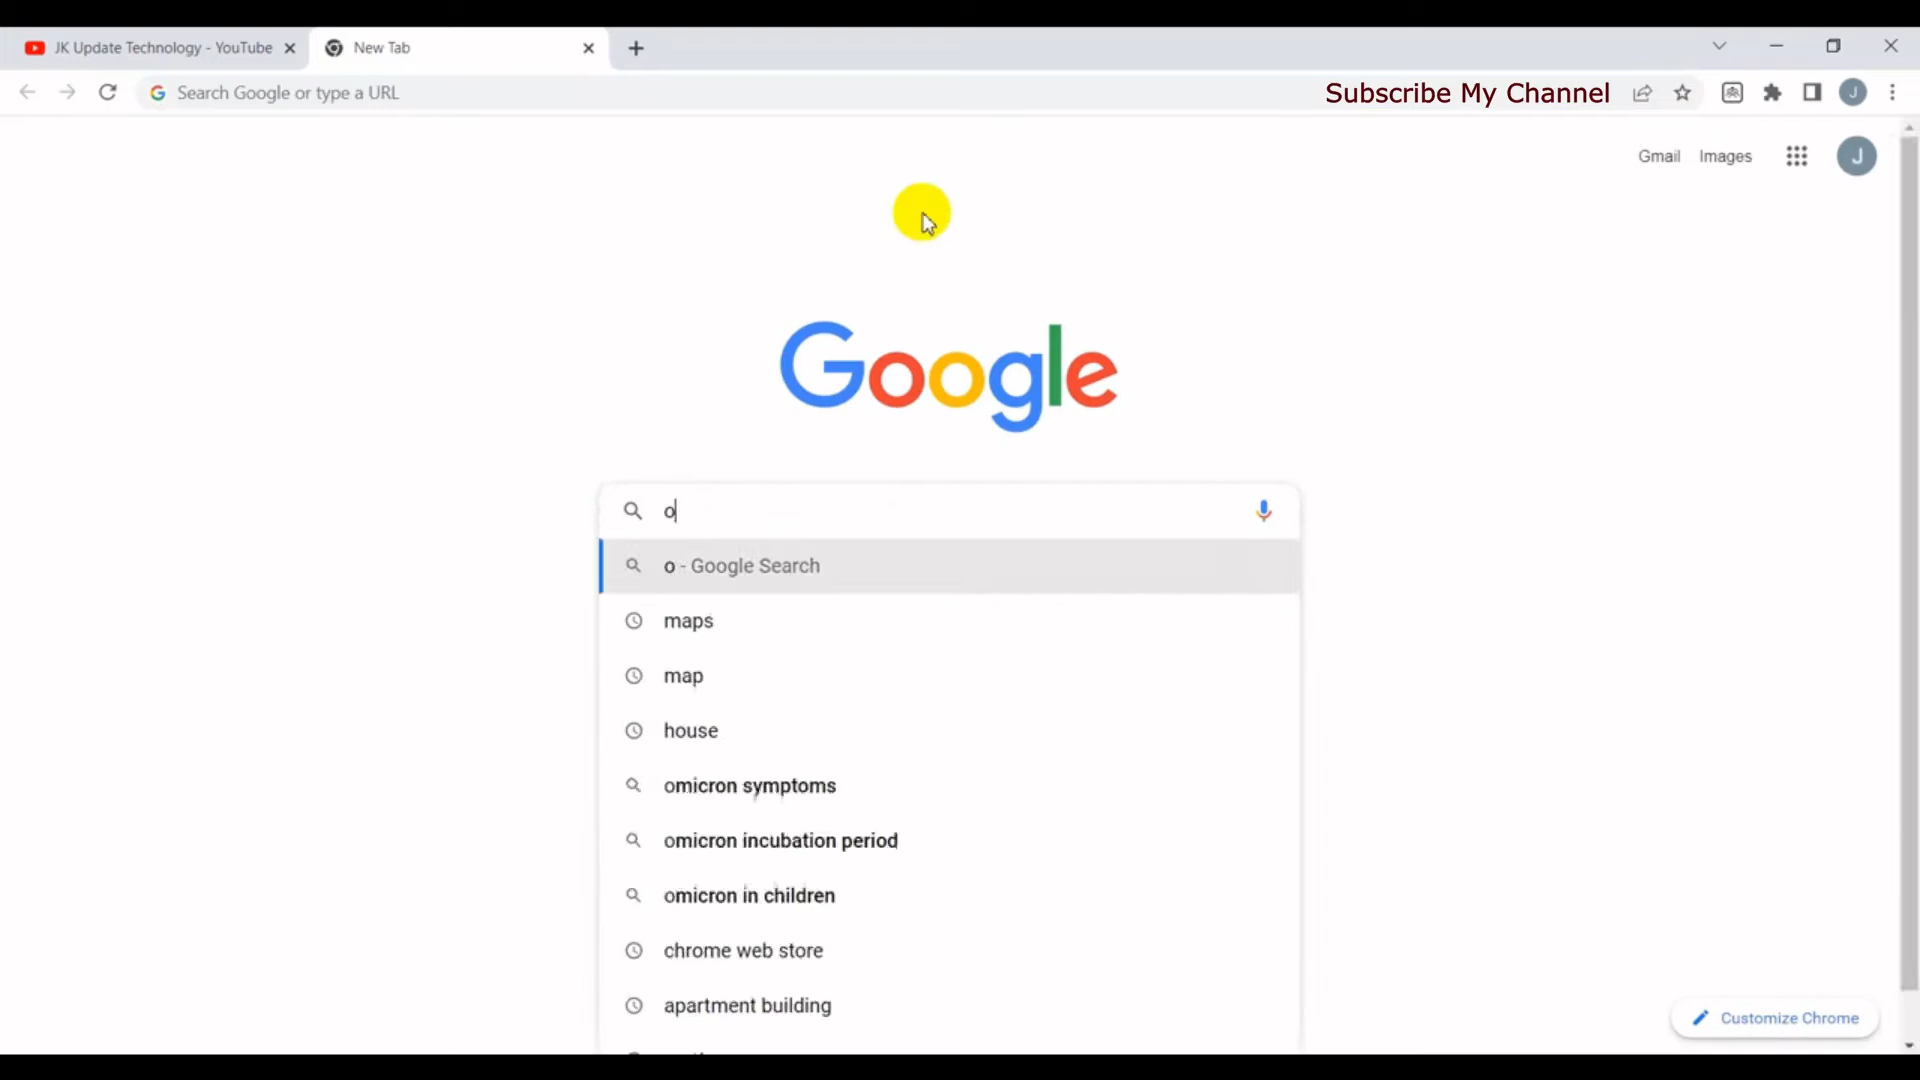 JK Update Technology - YouTube
New Tab
Search Google or type a URL
Subscribe My Channel
J
Gmail
Images
J
Google
o
o - Google Search
maps
map
house
omicron symptoms
omicron incubation period
omicron in children
chrome web store
apartment building
Customize Chrome